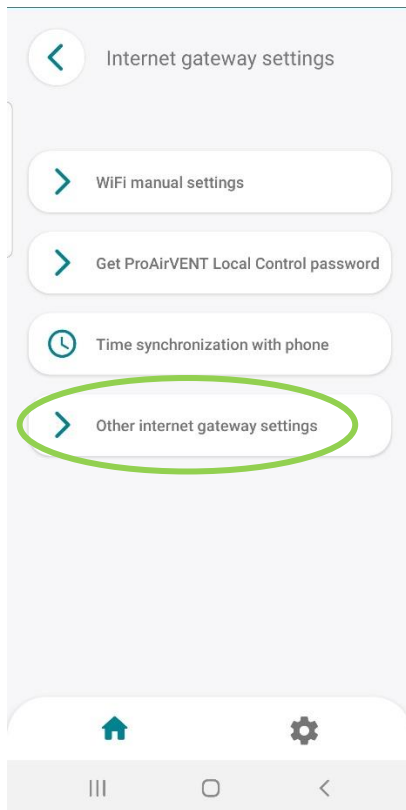 Internet gateway settings
WiFi manual settings
Get ProAirVENT Local Control password
Time synchronization with phone
Other internet gateway settings